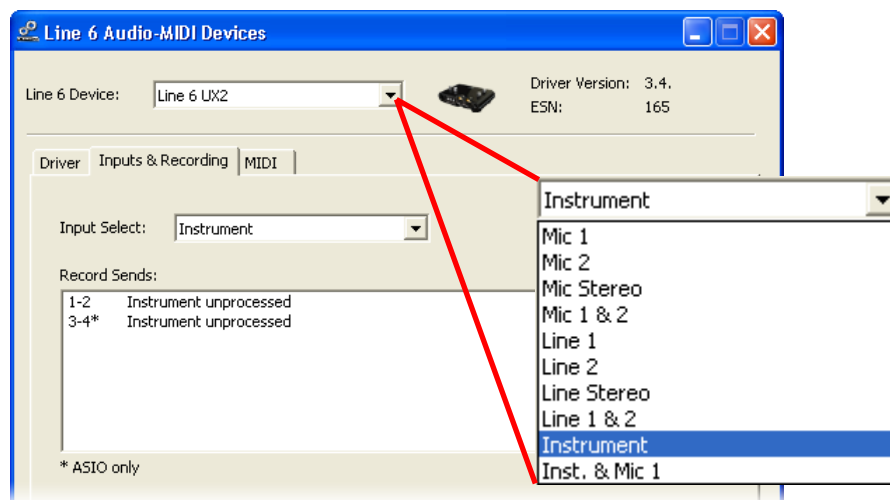 Line 6 Audio-MIDI Devices
Line 6 Device: Line 6 UX2
Driver Version: 3.4.
ESN: 165
Driver Inputs & Recording MIDI
Input Select: Instrument
Record Sends:
1-2 Instrument unprocessed
3-4* Instrument unprocessed
* ASIO only
Instrument
Mic 1
Mic 2
Mic Stereo
Mic 1 & 2
Line 1
Line 2
Line Stereo
Line 1 & 2
Instrument
Inst. & Mic 1